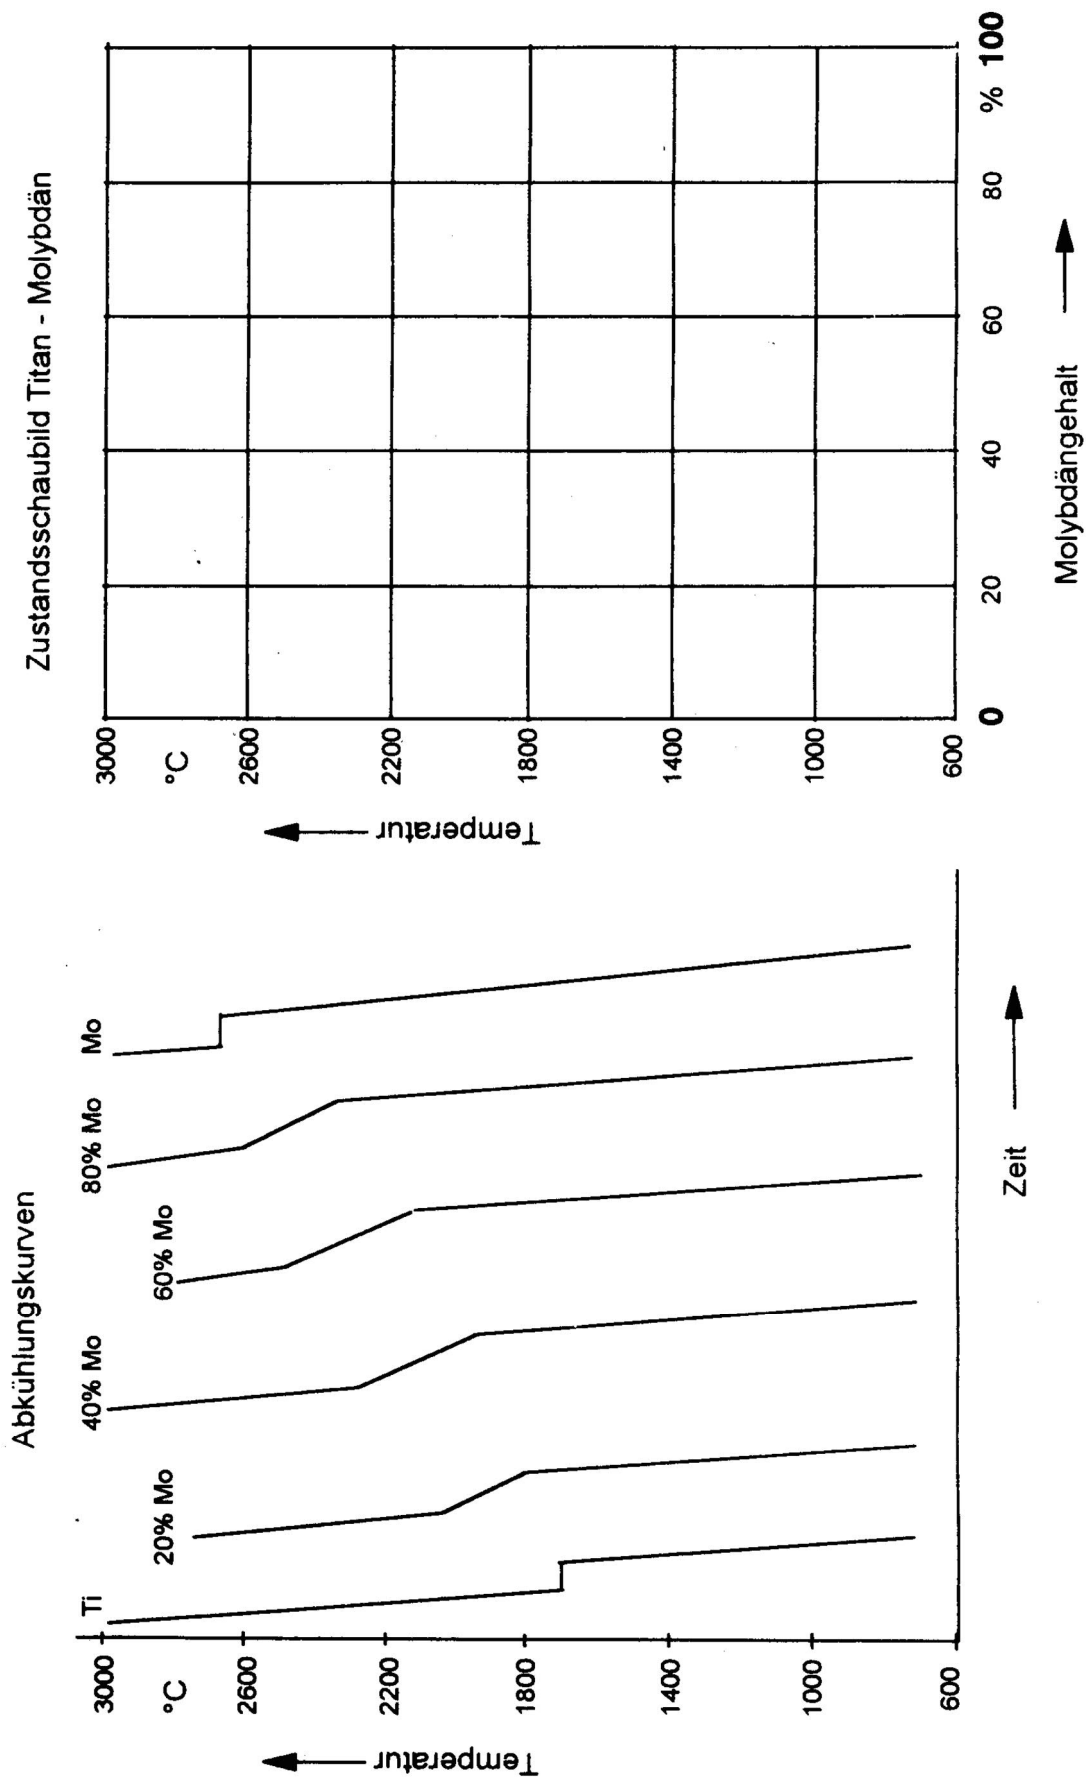 Abkühlungskurven
Ti
20% Mo
40% Mo
60% Mo
80% Mo
Mo
3000
°C
2600
2200
1800
1400
1000
600
Temperatur
Zeit
Zustandsschaubild Titan - Molybdän
3000
°C
2600
2200
1800
1400
1000
600
Temperatur
0
20
40
60
80
% 100
Molybdängehalt